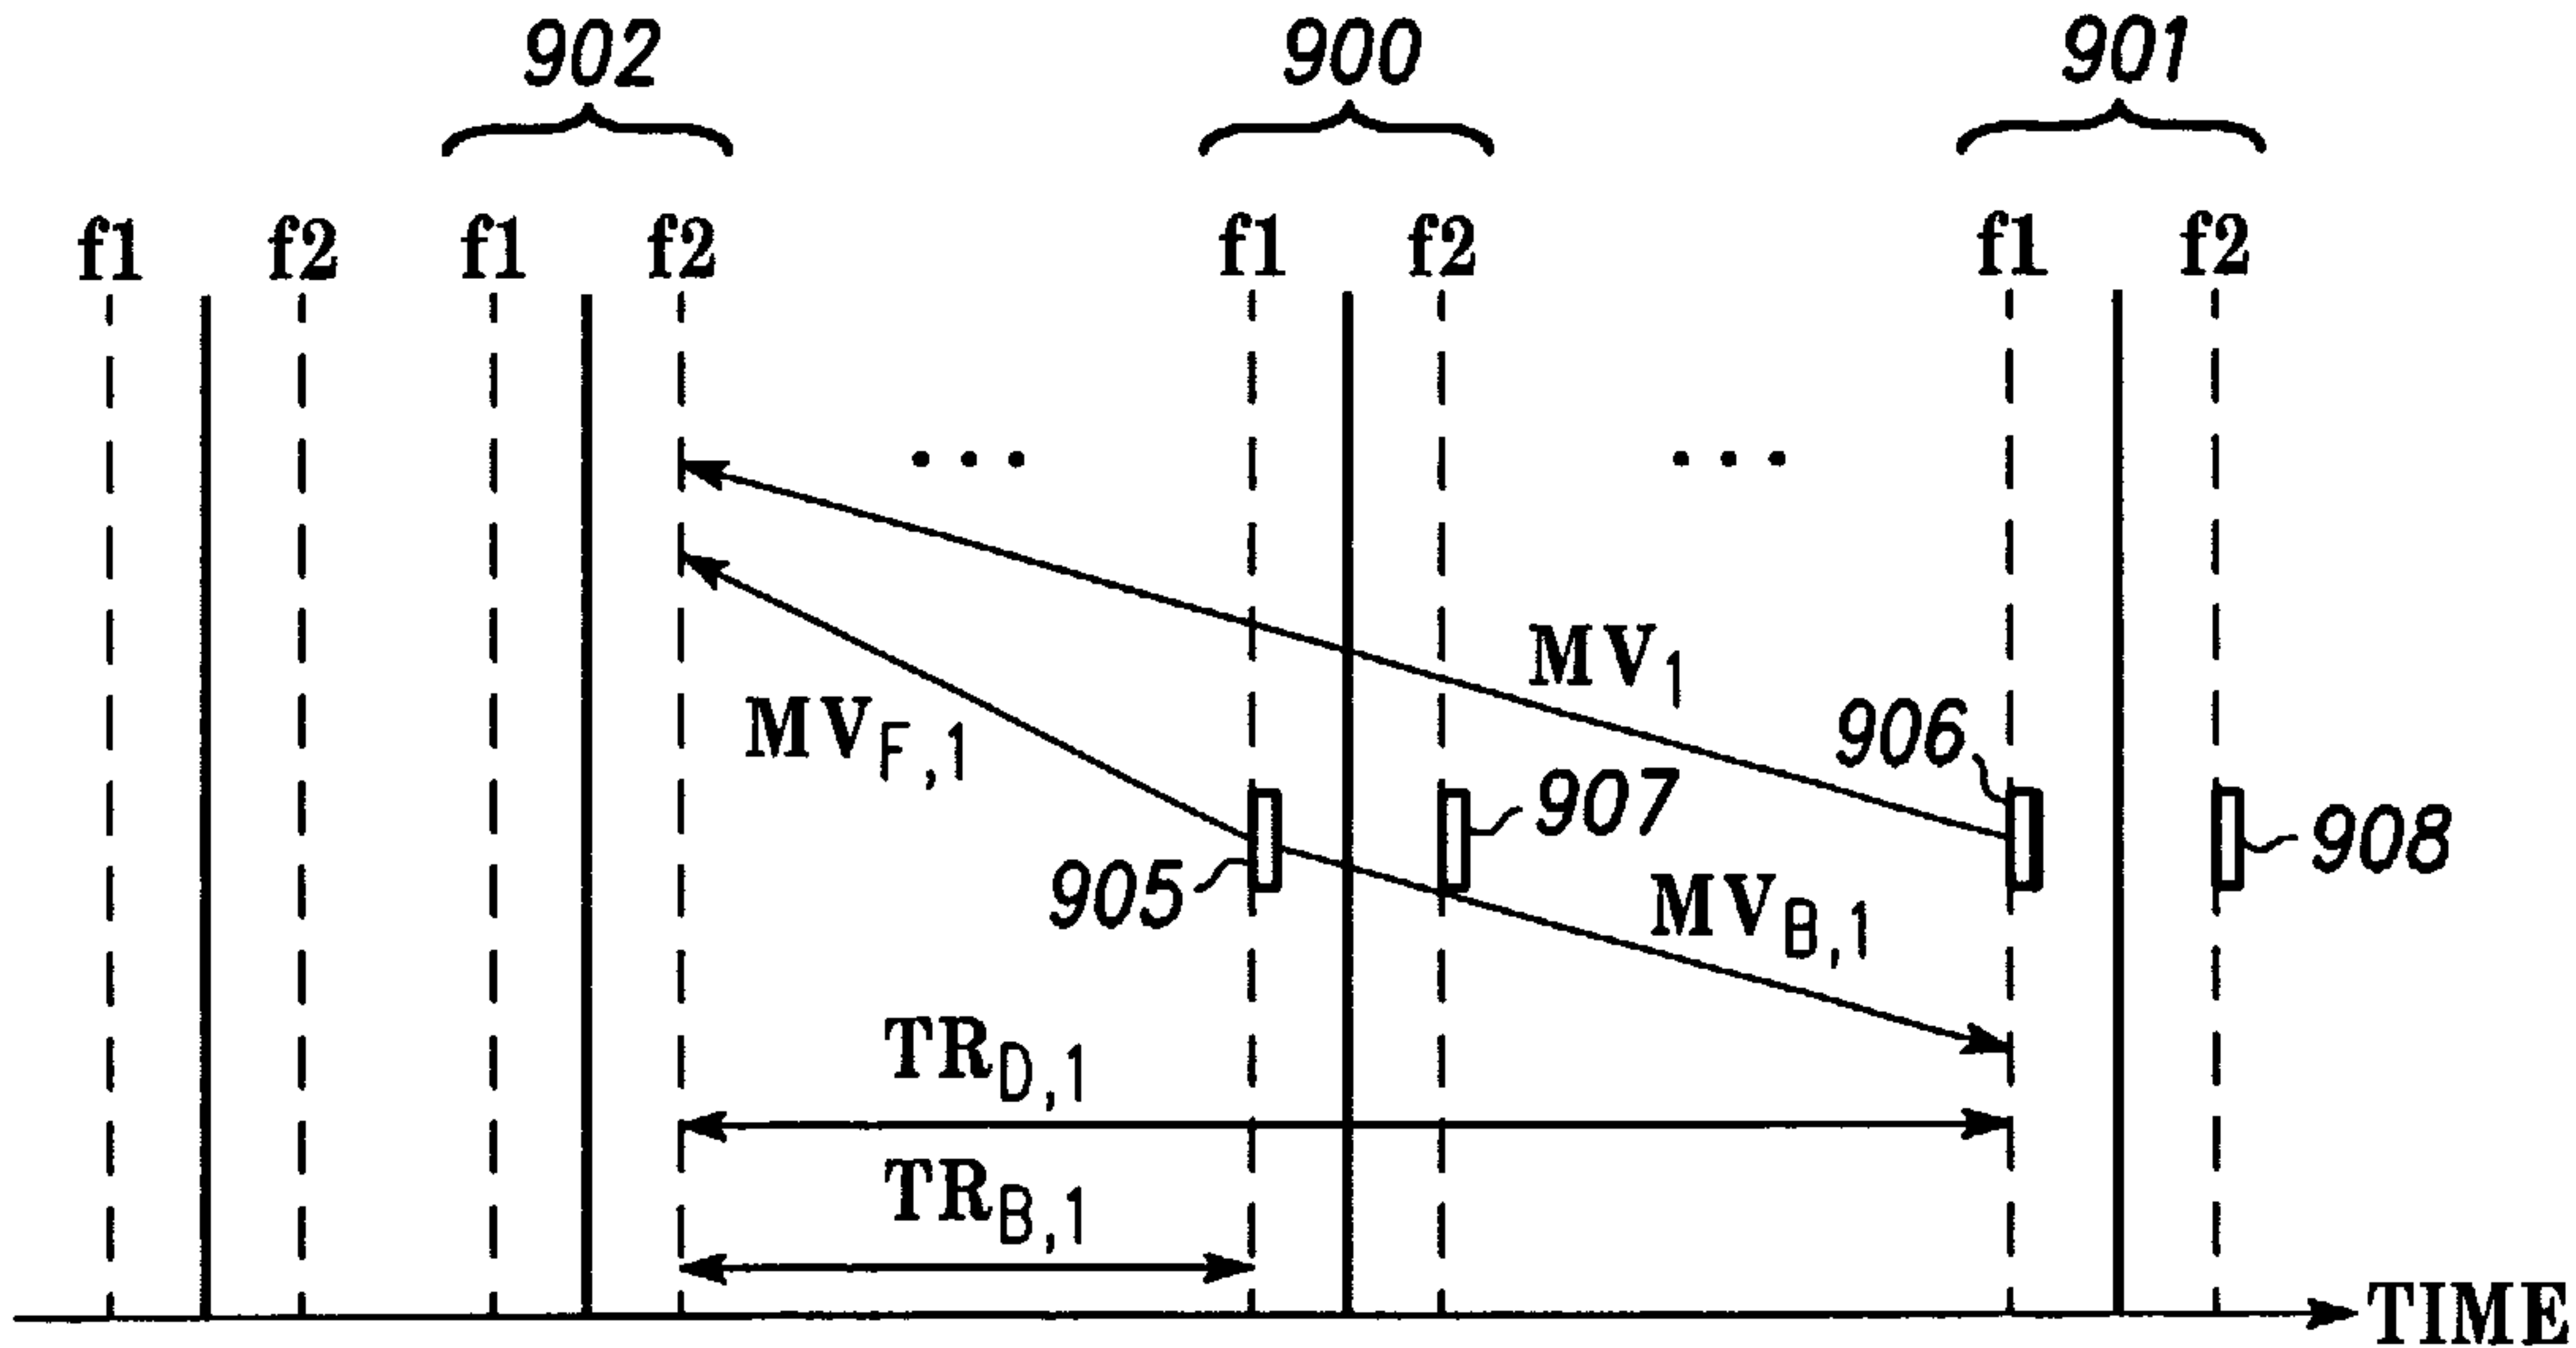 902 900 901
f1 f2 f1 f2 f1 f2 f1 f2
... ...
MV1
MVF,1
906
907
908
905
MVB,1
TRD,1
TRB,1
TIME